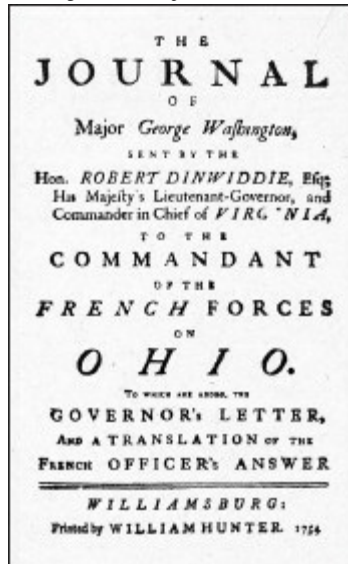 THE
JOURNAL
OF
Major George Waſhington,
SENT BY THE
Hon. ROBERT DINWIDDIE, Eſq;
His Majeſty's Lieutenant-Governor, and
Commander in Chief of VIRG NIA,
TO THE
COMMANDANT
OF THE
FRENCH FORCES
ON
OHIO.
TO WHICH ARE ADDED, THE
GOVERNOR's LETTER,
AND A TRANSLATION OF THE
FRENCH OFFICER's ANSWER
WILLIAMSBURG:
Printed by WILLIAM HUNTER. 1754